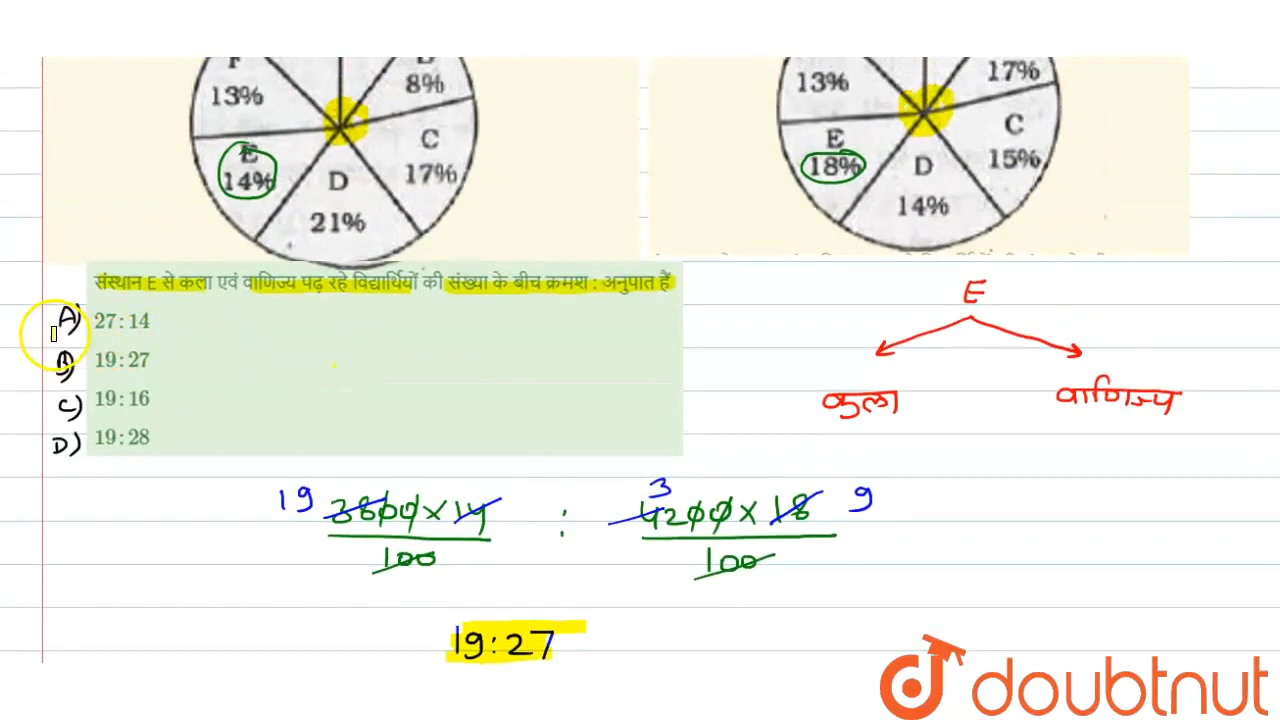 F
13%
8%
C
17%
E
14%
D
21%
13%
17%
C
15%
E
18%
D
14%
संस्थान E से कला एवं वाणिज्य पढ़ रहे विद्यार्थियों की संख्या के बीच क्रमश : अनुपात हैं
A) 27 : 14
B) 19 : 27
C) 19 : 16
D) 19 : 28
E
कला वाणिज्य
19 3800 × 14 : 3 4200 × 18 9
100 100
19 : 27
doubtnut